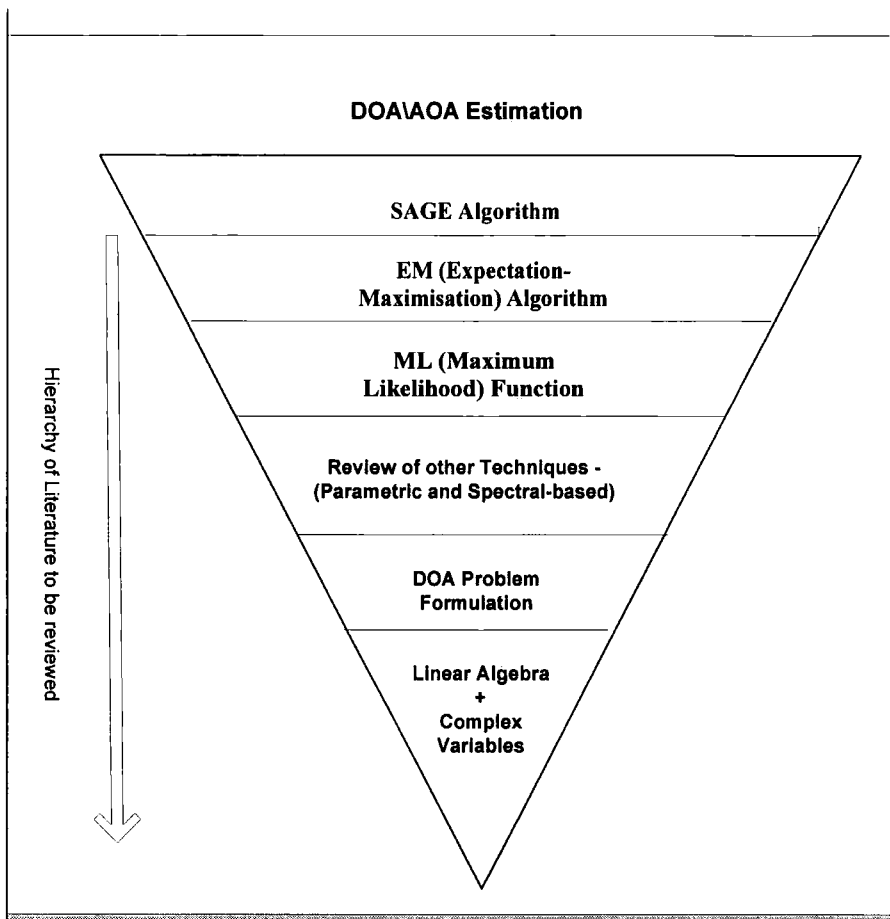 DOA\AOA Estimation
SAGE Algorithm
EM (Expectation-
Maximisation) Algorithm
ML (Maximum
Likelihood) Function
Review of other Techniques -
(Parametric and Spectral-based)
DOA Problem
Formulation
Linear Algebra
+
Complex
Variables
Hierarchy of Literature to be reviewed